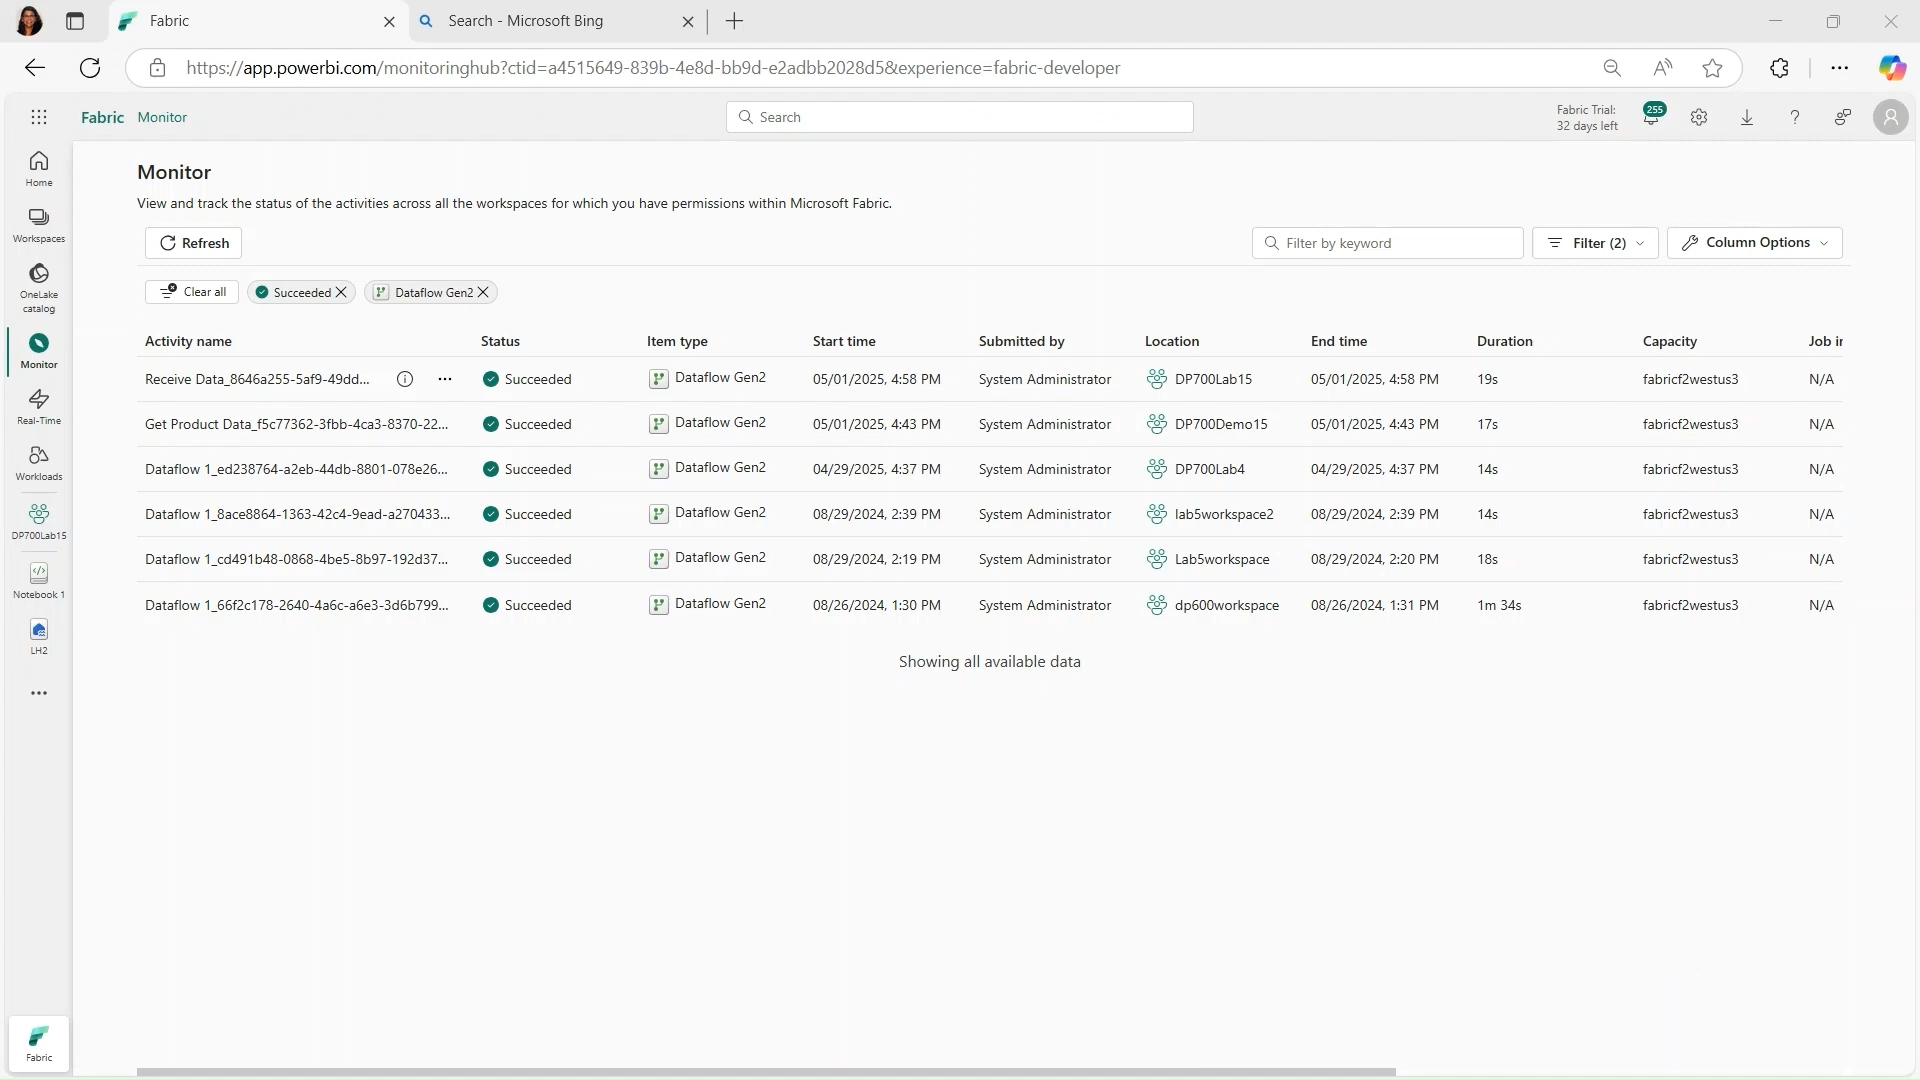 Fabric
Search - Microsoft Bing
https://app.powerbi.com/monitoringhub?ctid=a4515649-839b-4e8d-bb9d-e2adbb2028d5&experience=fabric-developer
Fabric Monitor
Search
Fabric Trial:
32 days left
255
Home
Workspaces
OneLake
catalog
Monitor
Real-Time
Workloads
DP700Lab15
Notebook 1
LH2
Fabric
Monitor
View and track the status of the activities across all the workspaces for which you have permissions within Microsoft Fabric.
Refresh
Filter by keyword
Filter (2)
Column Options
Clear all
Succeeded
Dataflow Gen2
Activity name Status Item type Start time Submitted by Location End time Duration Capacity Job in
Receive Data_8646a255-5af9-49dd... Succeeded Dataflow Gen2 05/01/2025, 4:58 PM System Administrator DP700Lab15 05/01/2025, 4:58 PM 19s fabricf2westus3 N/A
Get Product Data_f5c77362-3fbb-4ca3-8370-22... Succeeded Dataflow Gen2 05/01/2025, 4:43 PM System Administrator DP700Demo15 05/01/2025, 4:43 PM 17s fabricf2westus3 N/A
Dataflow 1_ed238764-a2eb-44db-8801-078e26... Succeeded Dataflow Gen2 04/29/2025, 4:37 PM System Administrator DP700Lab4 04/29/2025, 4:37 PM 14s fabricf2westus3 N/A
Dataflow 1_8ace8864-1363-42c4-9ead-a270433... Succeeded Dataflow Gen2 08/29/2024, 2:39 PM System Administrator lab5workspace2 08/29/2024, 2:39 PM 14s fabricf2westus3 N/A
Dataflow 1_cd491b48-0868-4be5-8b97-192d37... Succeeded Dataflow Gen2 08/29/2024, 2:19 PM System Administrator Lab5workspace 08/29/2024, 2:20 PM 18s fabricf2westus3 N/A
Dataflow 1_66f2c178-2640-4a6c-a6e3-3d6b799... Succeeded Dataflow Gen2 08/26/2024, 1:30 PM System Administrator dp600workspace 08/26/2024, 1:31 PM 1m 34s fabricf2westus3 N/A
Showing all available data